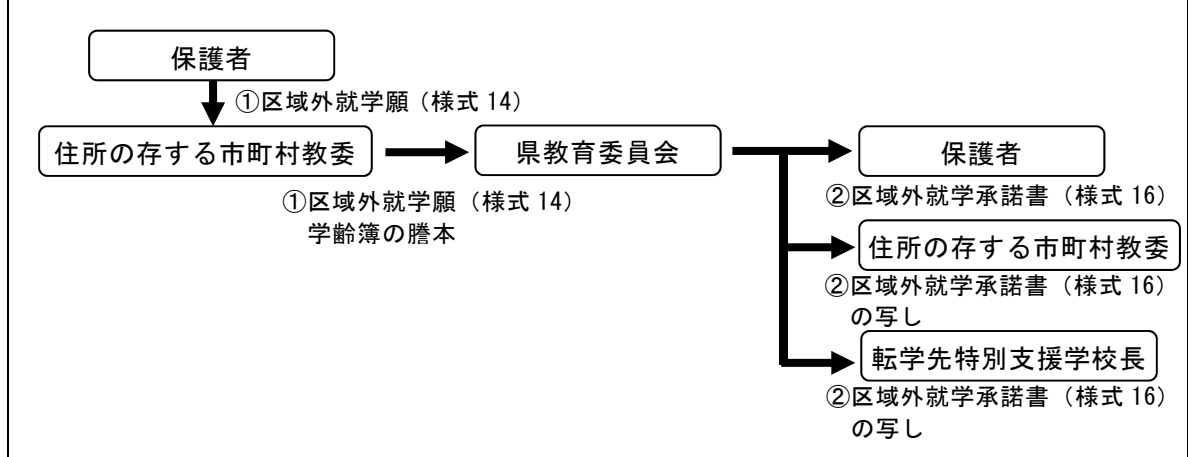 保護者
①区域外就学願（様式 14）
住所の存する市町村教委
県教育委員会
保護者
①区域外就学願（様式 14）
学齢簿の謄本
②区域外就学承諾書（様式 16）
住所の存する市町村教委
②区域外就学承諾書（様式 16）
の写し
転学先特別支援学校長
②区域外就学承諾書（様式 16）
の写し